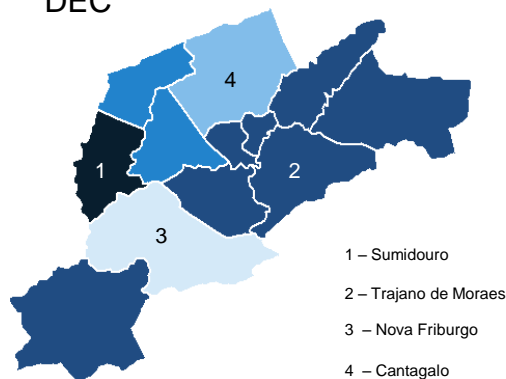 DEC
4
1
2
3
1 – Sumidouro
2 – Trajano de Moraes
3 – Nova Friburgo
4 – Cantagalo